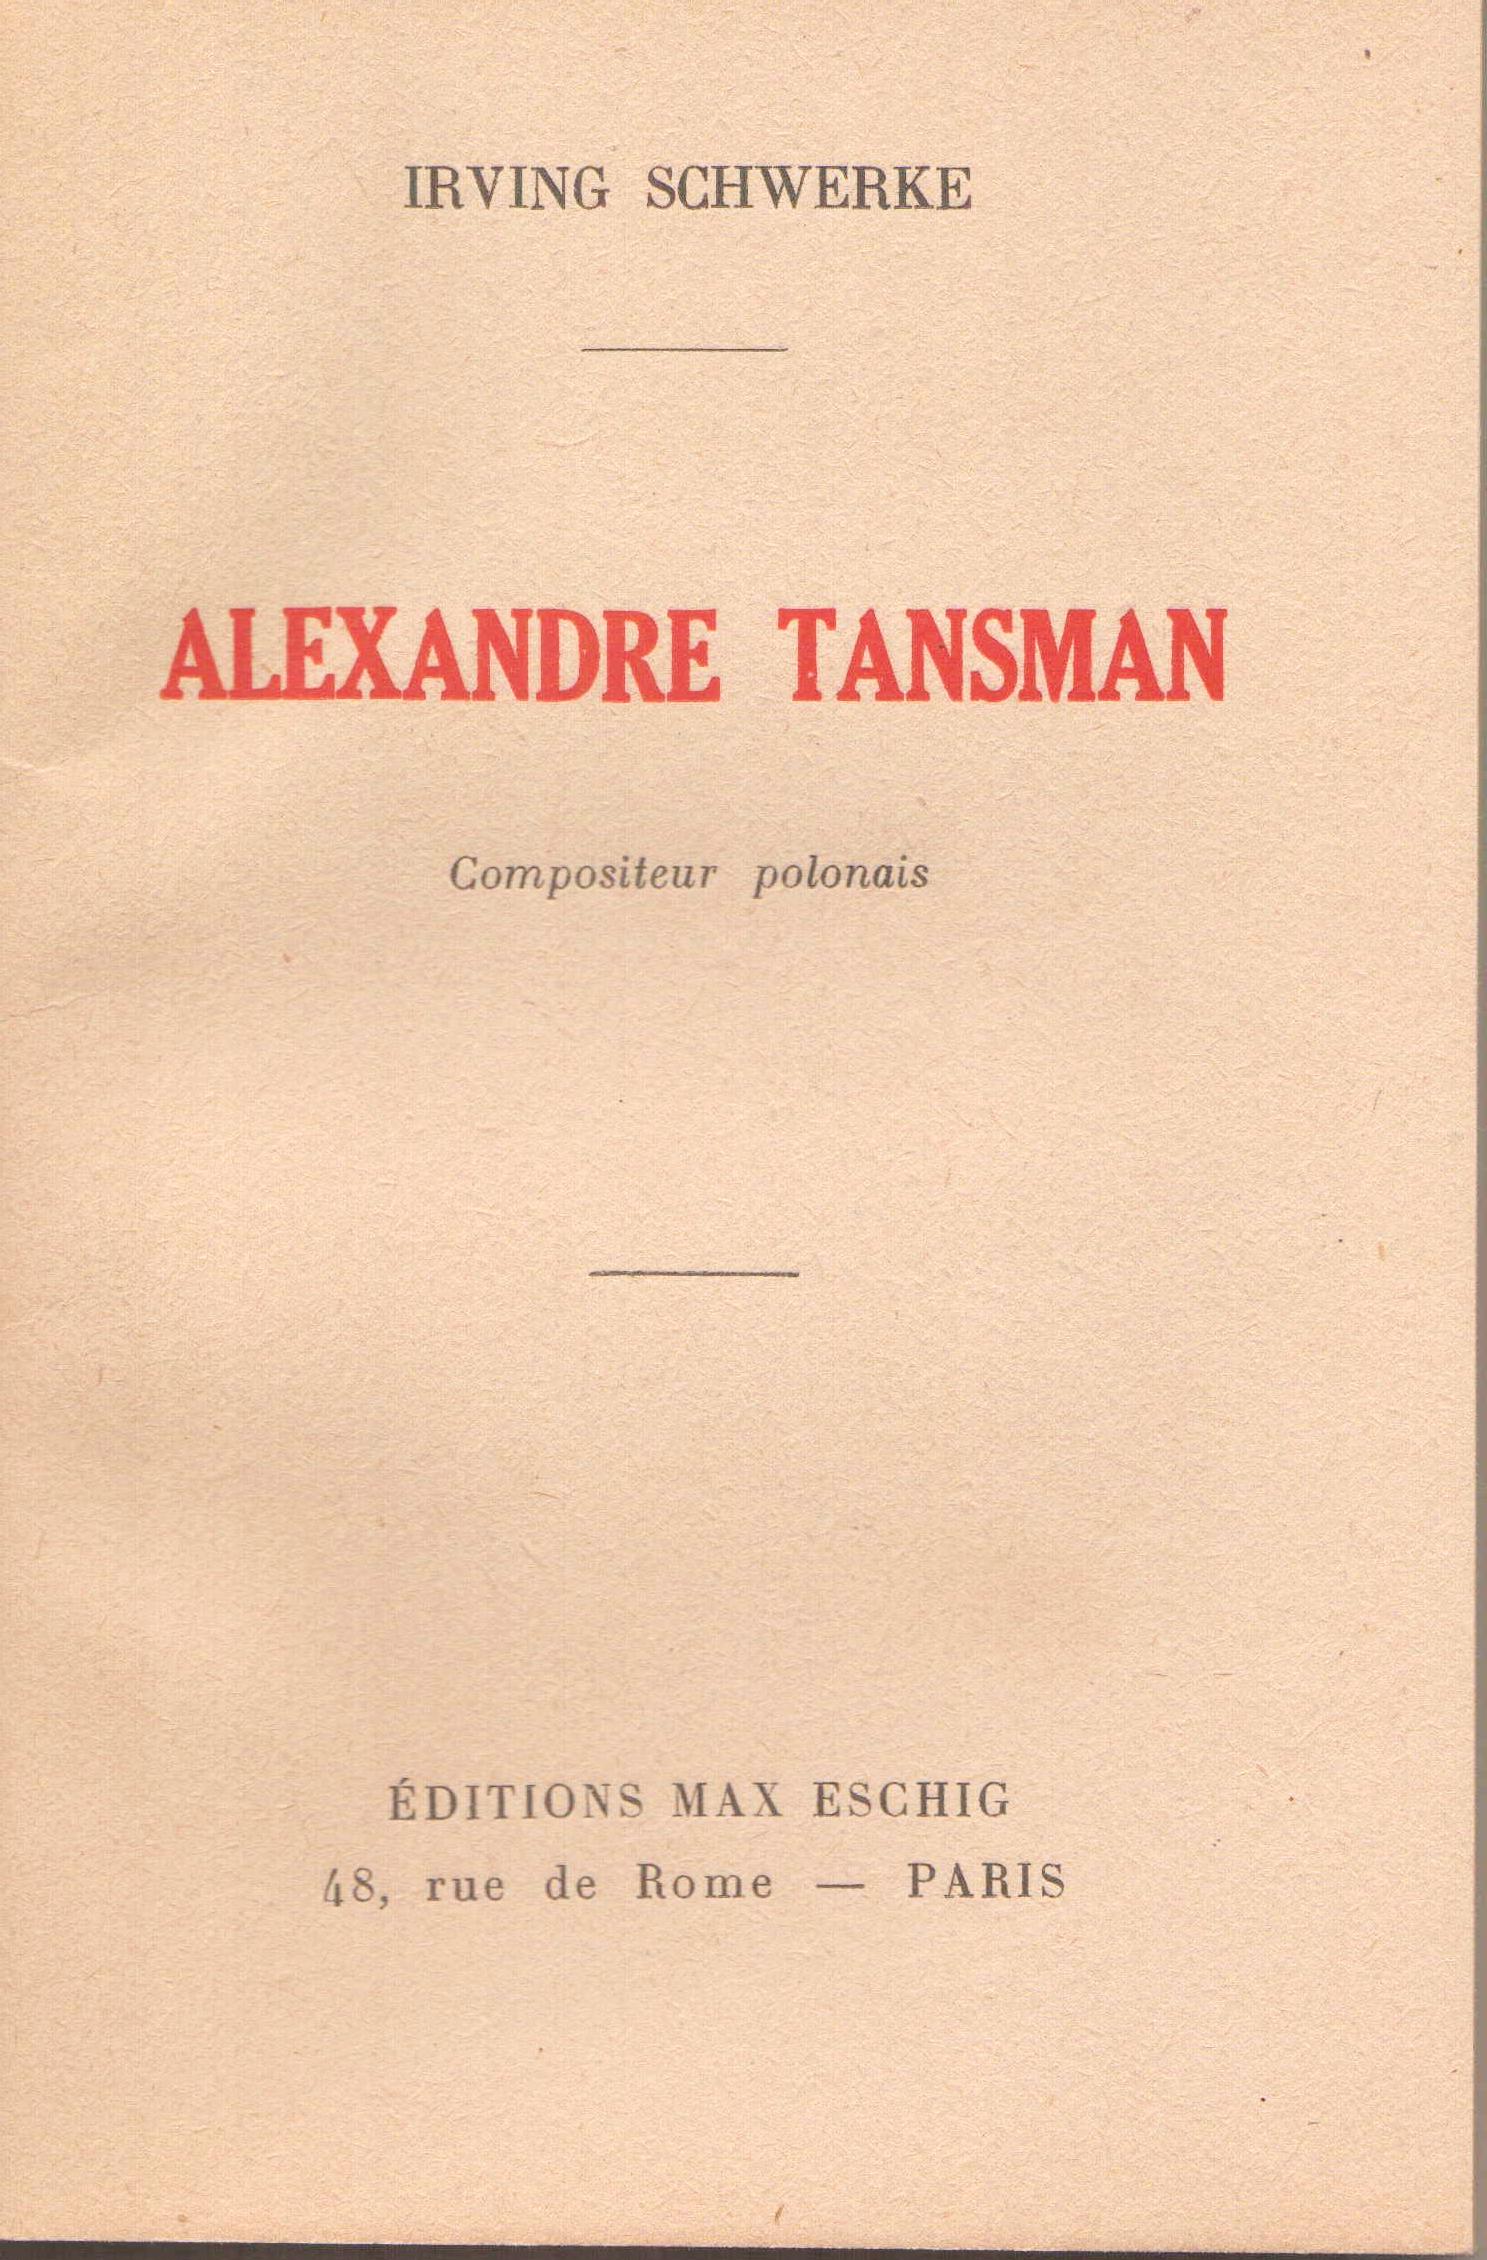 IRVING SCHWERKE
ALEXANDRE TANSMAN
Compositeur polonais
ÉDITIONS MAX ESCHIG
48, rue de Rome — PARIS